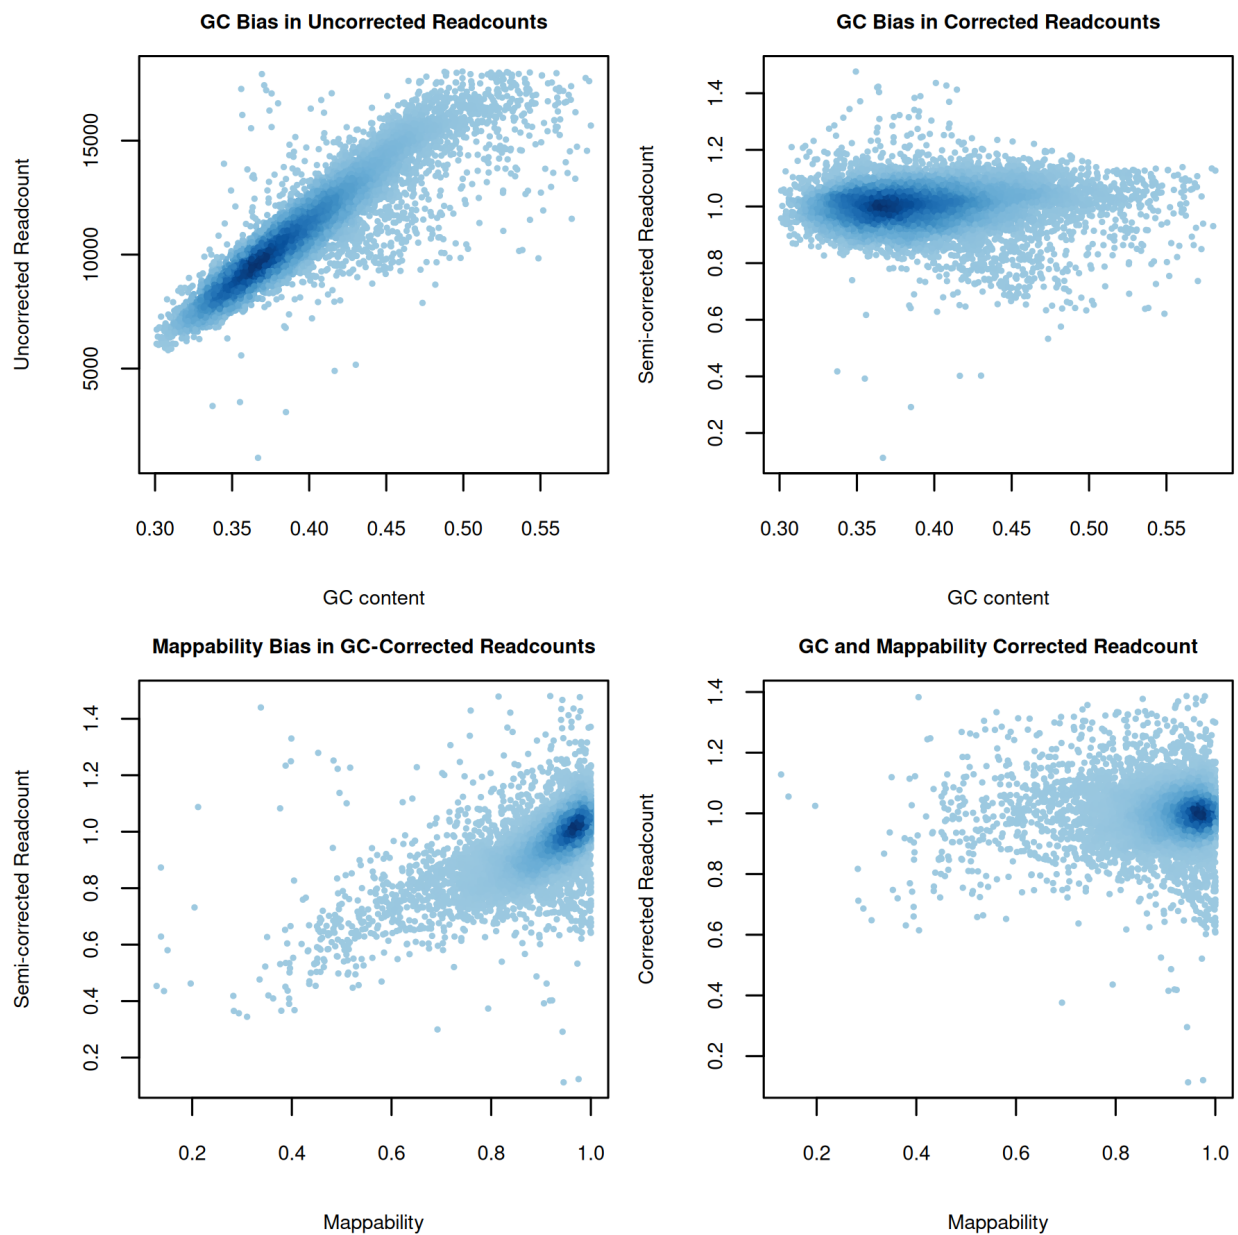 GC Bias in Uncorrected Readcounts
Uncorrected Readcount
15000
10000
5000
0.30 0.35 0.40 0.45 0.50 0.55
GC content
GC Bias in Corrected Readcounts
Semi-corrected Readcount
1.4
1.2
1.0
0.8
0.6
0.4
0.2
0.30 0.35 0.40 0.45 0.50 0.55
GC content
Mappability Bias in GC-Corrected Readcounts
Semi-corrected Readcount
1.4
1.2
1.0
0.8
0.6
0.4
0.2
0.2 0.4 0.6 0.8 1.0
Mappability
GC and Mappability Corrected Readcount
Corrected Readcount
1.4
1.2
1.0
0.8
0.6
0.4
0.2
0.2 0.4 0.6 0.8 1.0
Mappability